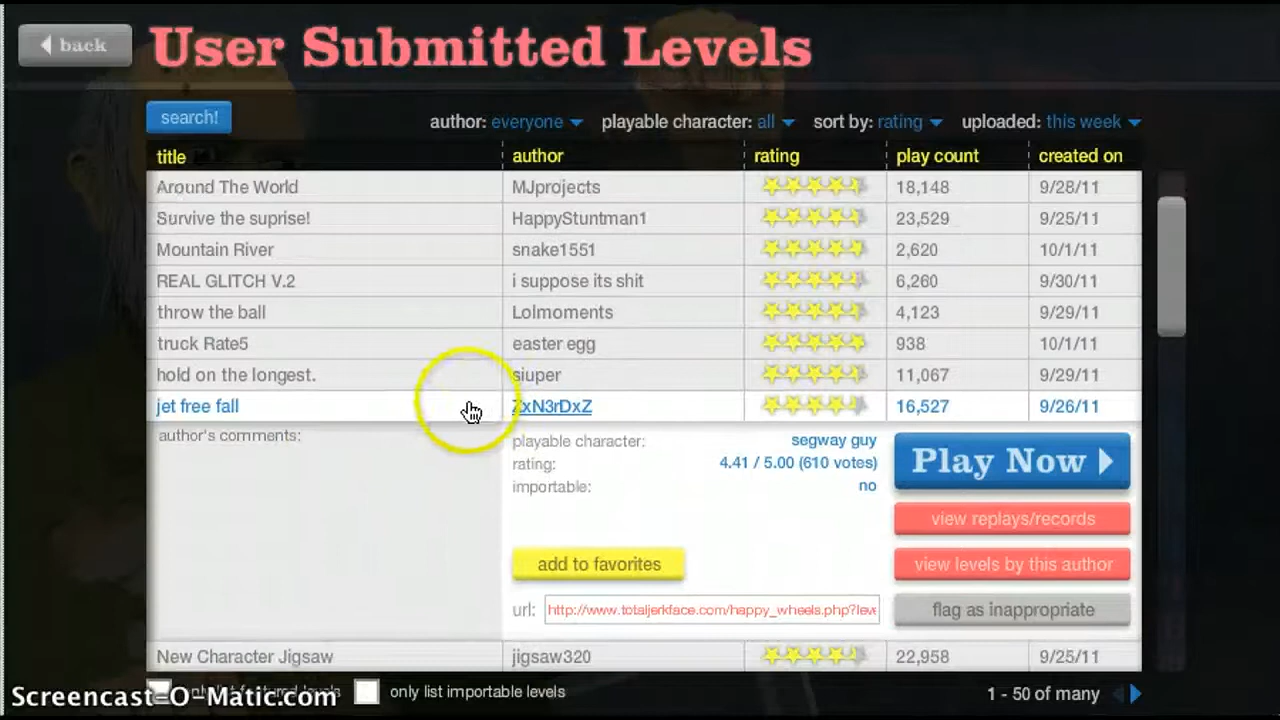 back
User Submitted Levels
search! author: everyone playable character: all sort by: rating uploaded: this week
title author rating play count created on
Around The World MJprojects 18,148 9/28/11
Survive the suprise! HappyStuntman1 23,529 9/25/11
Mountain River snake1551 2,620 10/1/11
REAL GLITCH V.2 i suppose its shit 6,260 9/30/11
throw the ball Lolmoments 4,123 9/29/11
truck Rate5 easter egg 938 10/1/11
hold on the longest. siuper 11,067 9/29/11
jet free fall ZxN3rDxZ 16,527 9/26/11
author's comments: playable character: segway guy
rating: 4.41 / 5.00 (610 votes)
importable: no
Play Now
view replays/records
add to favorites view levels by this author
url: http://www.totaljerkface.com/happy_wheels.php?leve
flag as inappropriate
New Character Jigsaw jigsaw320 22,958 9/25/11
Screencast-O-Matic.com only list importable levels 1 - 50 of many